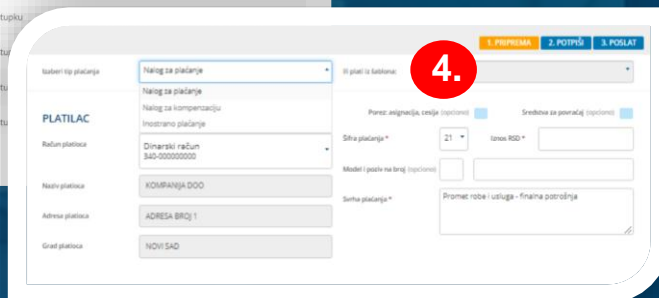 tupku
1. PRIPREMA 2. POTPIŠI 3. POSLAT
Izaberi tip plaćanja Nalog za plaćanje Ili plati iz šablona: 4.
Nalog za plaćanje
Nalog za kompenzaciju
Inostrano plaćanje
PLATILAC
Porez, asignacija, cesija (opciono) Sredstva za povraćaj (opciono)
Račun platioca Dinarski račun
340-000000000
Šifra plaćanja * 21 Iznos RSD *
Model i poziv na broj (opciono)
Naziv platioca KOMPANIJA DOO
Svrha plaćanja * Promet robe i usluga - finalna potrošnja
Adresa platioca ADRESA BROJ 1
Grad platioca NOVI SAD